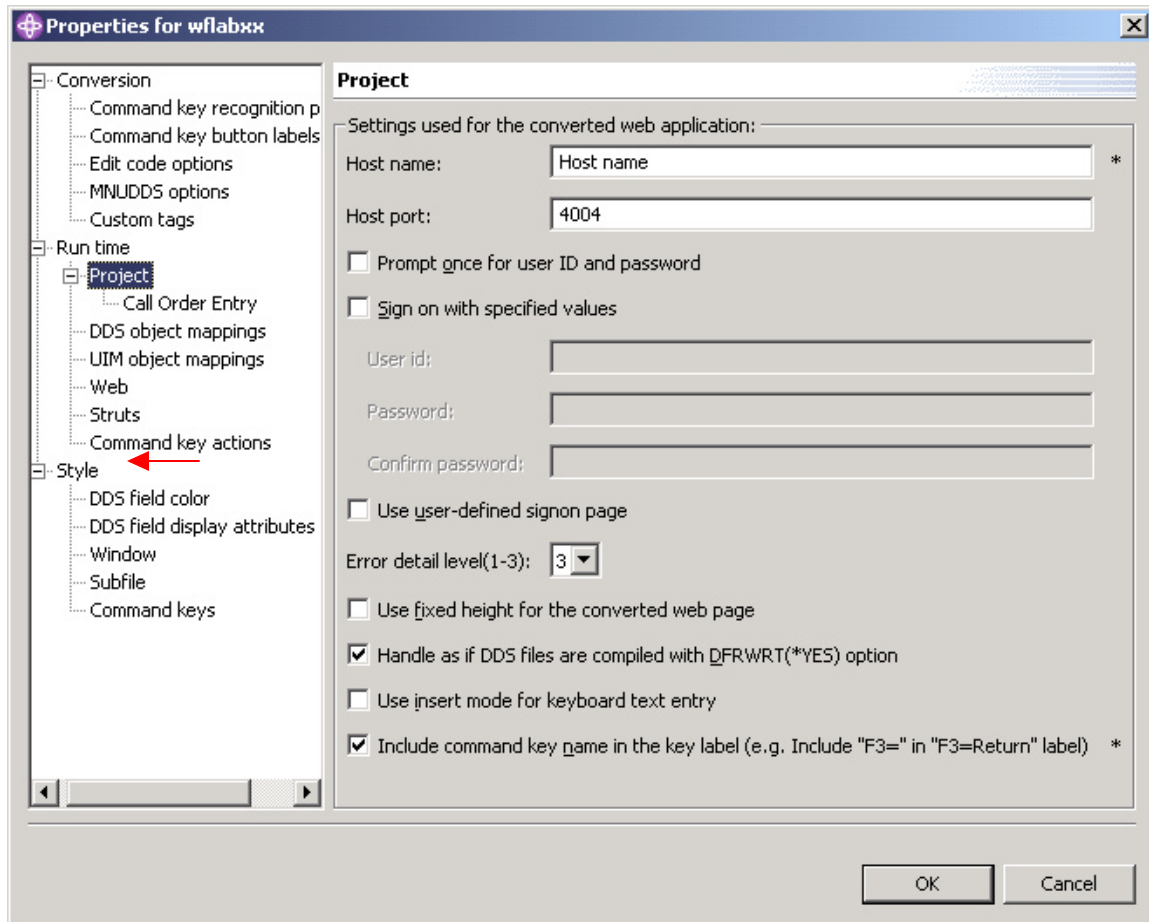 Properties for wflabxx
Conversion
Command key recognition p
Command key button labels
Edit code options
MNUDDS options
Custom tags
Run time
Project
Call Order Entry
DDS object mappings
UIM object mappings
Web
Struts
Command key actions
Style
DDS field color
DDS field display attributes
Window
Subfile
Command keys
Project
Settings used for the converted web application:
Host name: Host name *
Host port: 4004
Prompt once for user ID and password
Sign on with specified values
User id:
Password:
Confirm password:
Use user-defined signon page
Error detail level(1-3): 3
Use fixed height for the converted web page
Handle as if DDS files are compiled with DFRWRT(*YES) option
Use insert mode for keyboard text entry
Include command key name in the key label (e.g. Include "F3=" in "F3=Return" label) *
OK Cancel